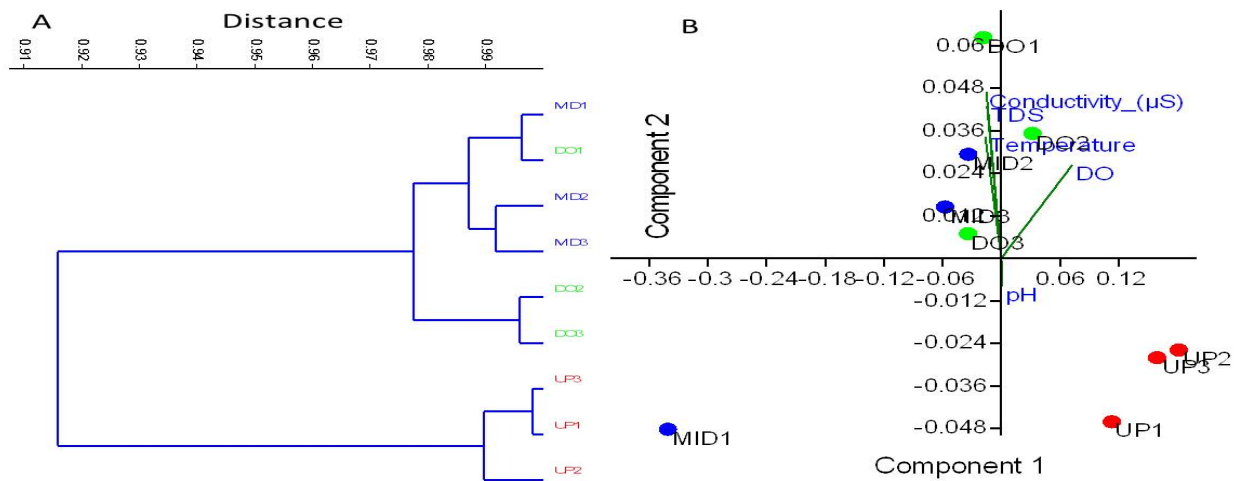 A
Distance
0.91
0.92
0.93
0.94
0.95
0.96
0.97
0.98
0.99
MD1
DO1
MD2
MD3
DO2
DO3
UP3
UP1
UP2
B
Component 2
0.06
0.048
0.036
0.024
0.012
-0.012
-0.024
-0.036
-0.048
-0.36
-0.3
-0.24
-0.18
-0.12
-0.06
0.06
0.12
DO1
Conductivity_(µS)
TDS
DO2
Temperature
MID2
DO
MID3
DO3
pH
UP2
UP3
UP1
MID1
Component 1